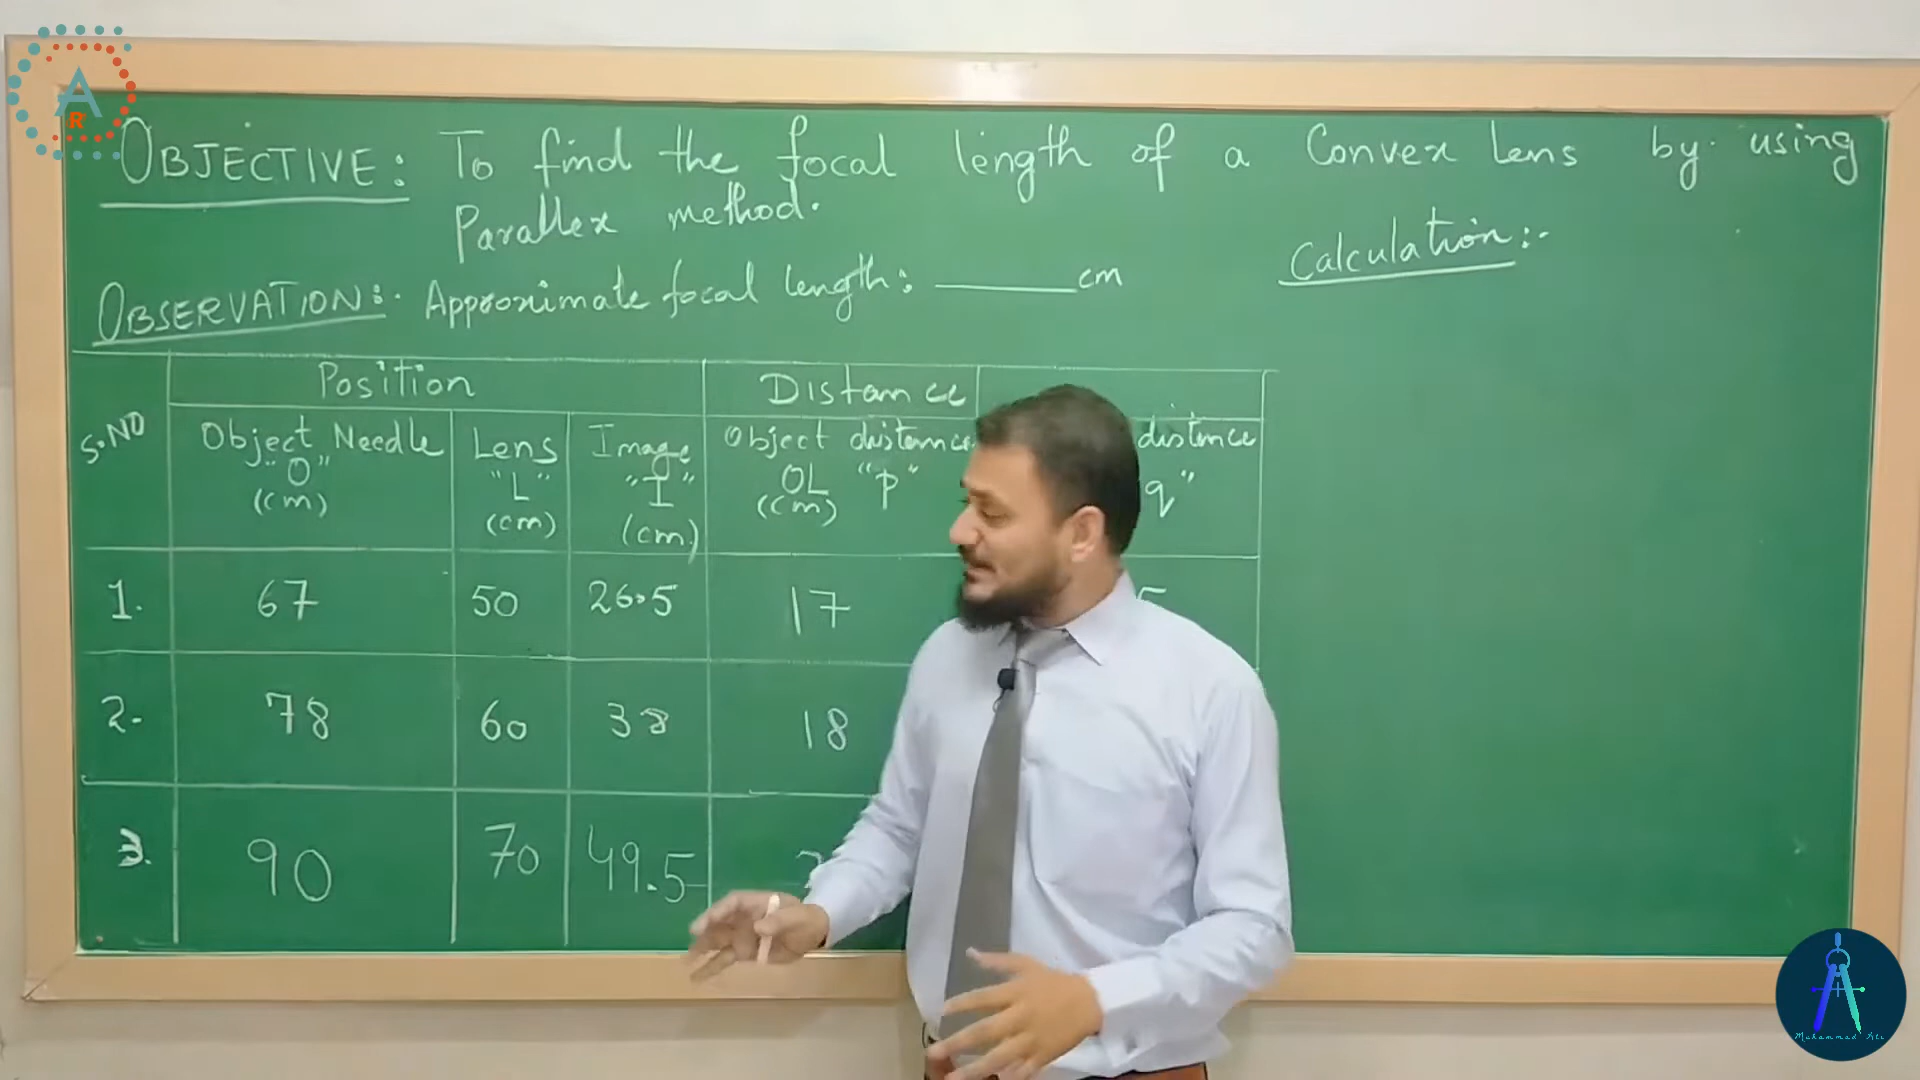 A
R
OBJECTIVE: To find the focal length of a Convex Lens by using
Parallex method.
Calculation:-
OBSERVATION:- Approximate focal length: ______ cm
S.NO
Position
Distance
Object Needle "O" (cm)
Lens "L" (cm)
Image "I" (cm)
Object distance OL "p" (cm)
distance q"
1. 67 50 26.5 17
2. 78 60 38 18
3. 90 70 49.5
Muhammad Ali